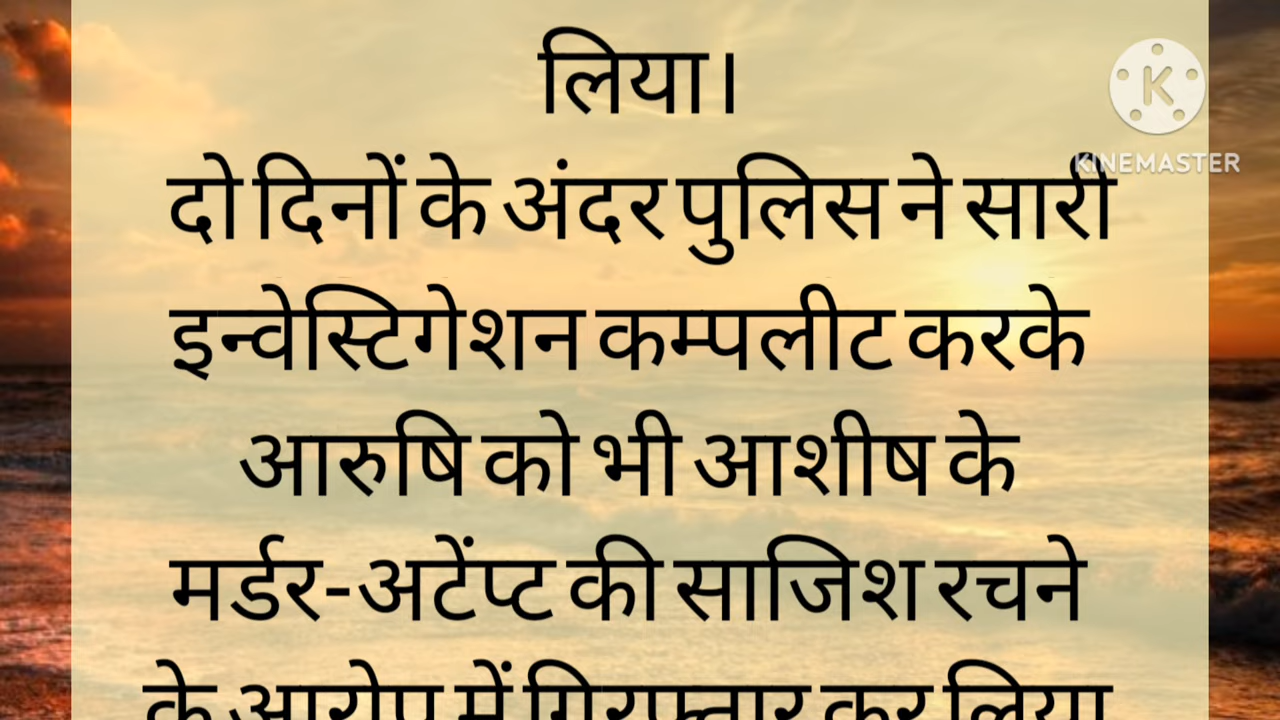 लिया।
दो दिनों के अंदर पुलिस ने सारी
इन्वेस्टिगेशन कम्पलीट करके
आरुषि को भी आशीष के
मर्डर-अटेंप्ट की साजिश रचने
के आरोप में गिरफ्तार कर लिया
K
KINEMASTER